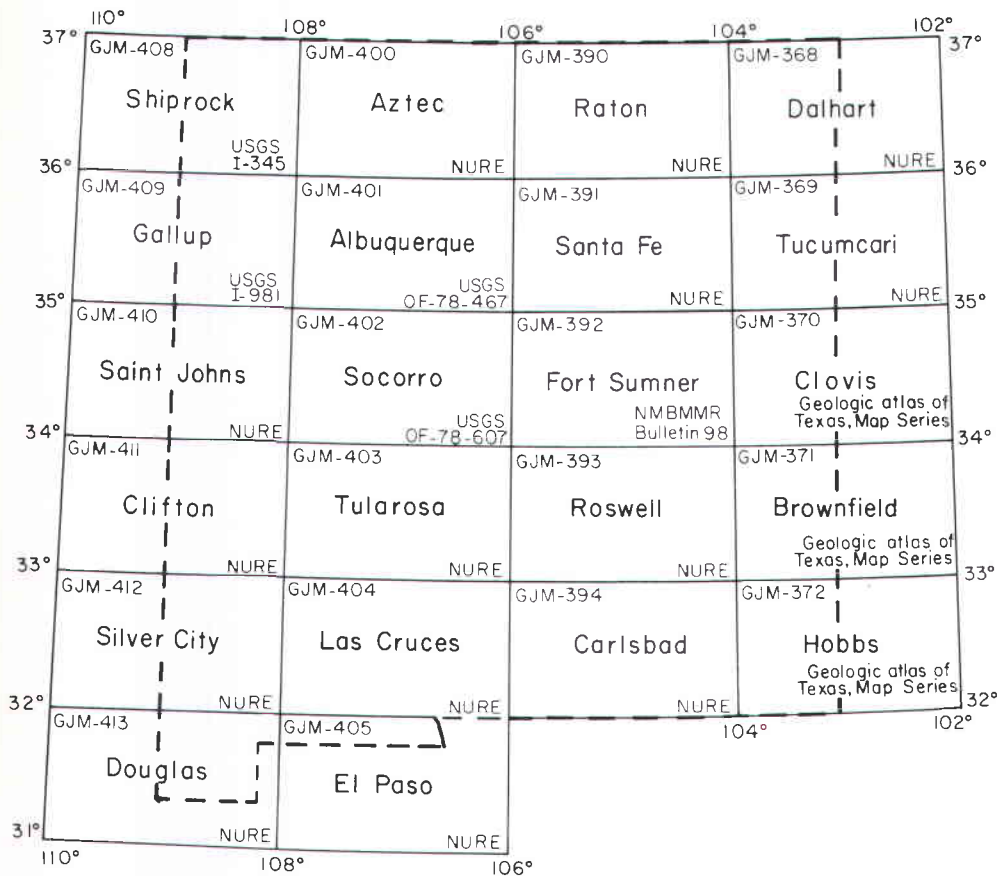 110° 108° 106° 104° 102°
37° 37°
GJM-408 GJM-400 GJM-390 GJM-368
Shiprock Aztec Raton Dalhart
USGS
I-345 NURE NURE NURE
36° 36°
GJM-409 GJM-401 GJM-391 GJM-369
Gallup Albuquerque Santa Fe Tucumcari
USGS USGS
I-981 OF-78-467 NURE NURE
35° 35°
GJM-410 GJM-402 GJM-392 GJM-370
Saint Johns Socorro Fort Sumner Clovis
USGS NMBMMR Geologic atlas of
NURE OF-78-607 Bulletin 98 Texas, Map Series
34° 34°
GJM-411 GJM-403 GJM-393 GJM-371
Clifton Tularosa Roswell Brownfield
Geologic atlas of
NURE NURE NURE Texas, Map Series
33° 33°
GJM-412 GJM-404 GJM-394 GJM-372
Silver City Las Cruces Carlsbad Hobbs
Geologic atlas of
NURE NURE NURE Texas, Map Series
32° 32°
GJM-413 GJM-405 104° 102°
Douglas El Paso
NURE NURE
31°
110° 108° 106°